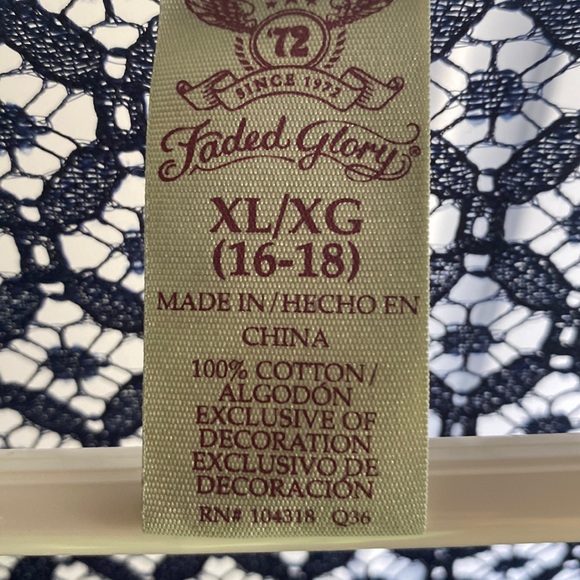 '72
SINCE 1972
Faded Glory®
XL/XG
(16-18)
MADE IN/HECHO EN
CHINA
100% COTTON/
ALGODÓN
EXCLUSIVE OF
DECORATION
EXCLUSIVO DE
DECORACIÓN
RN# 104318 Q36